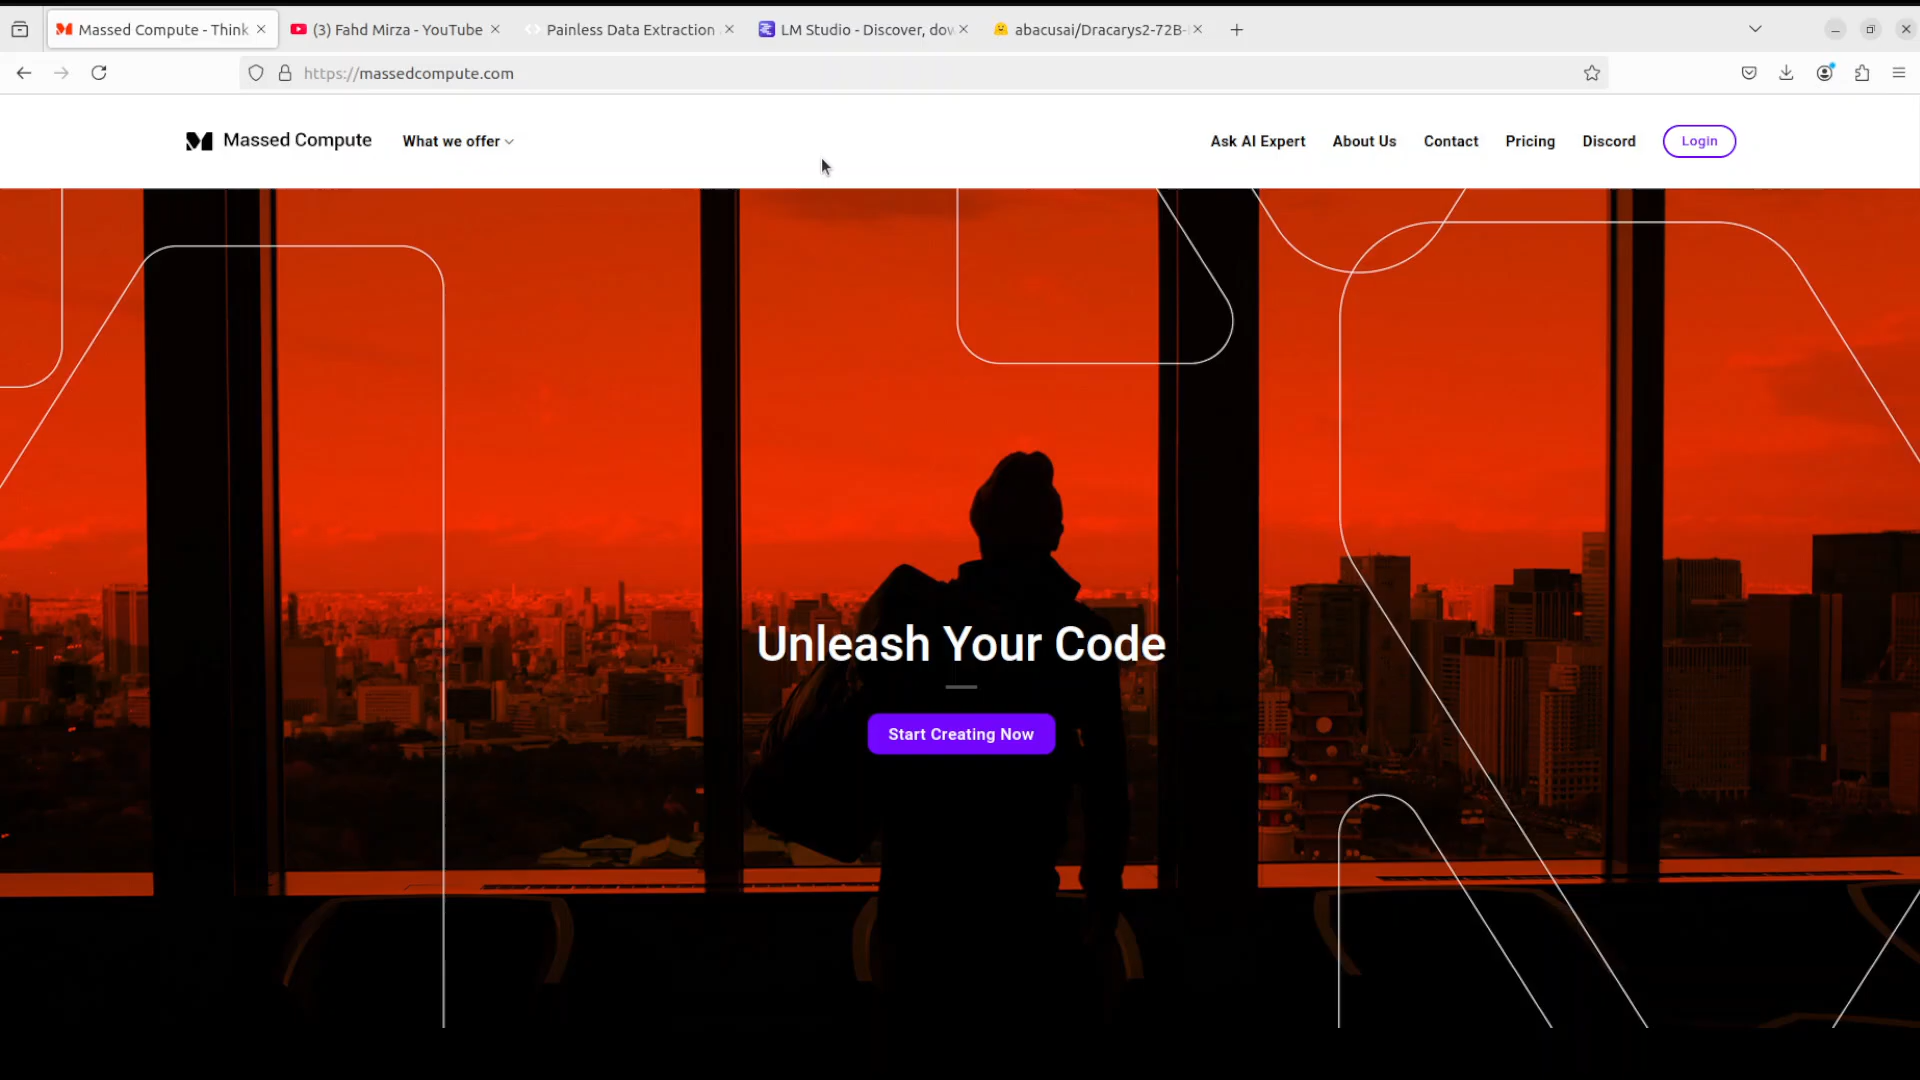 Massed Compute - Think
(3) Fahd Mirza - YouTube
Painless Data Extraction
LM Studio - Discover, dow
abacusai/Dracarys2-72B-
https://massedcompute.com
Massed Compute
What we offer
Ask AI Expert
About Us
Contact
Pricing
Discord
Login
Unleash Your Code
Start Creating Now